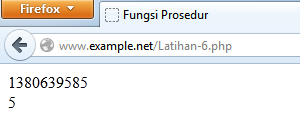 Firefox
Fungsi Prosedur
www.example.net/Latihan-6.php
1380639585
5